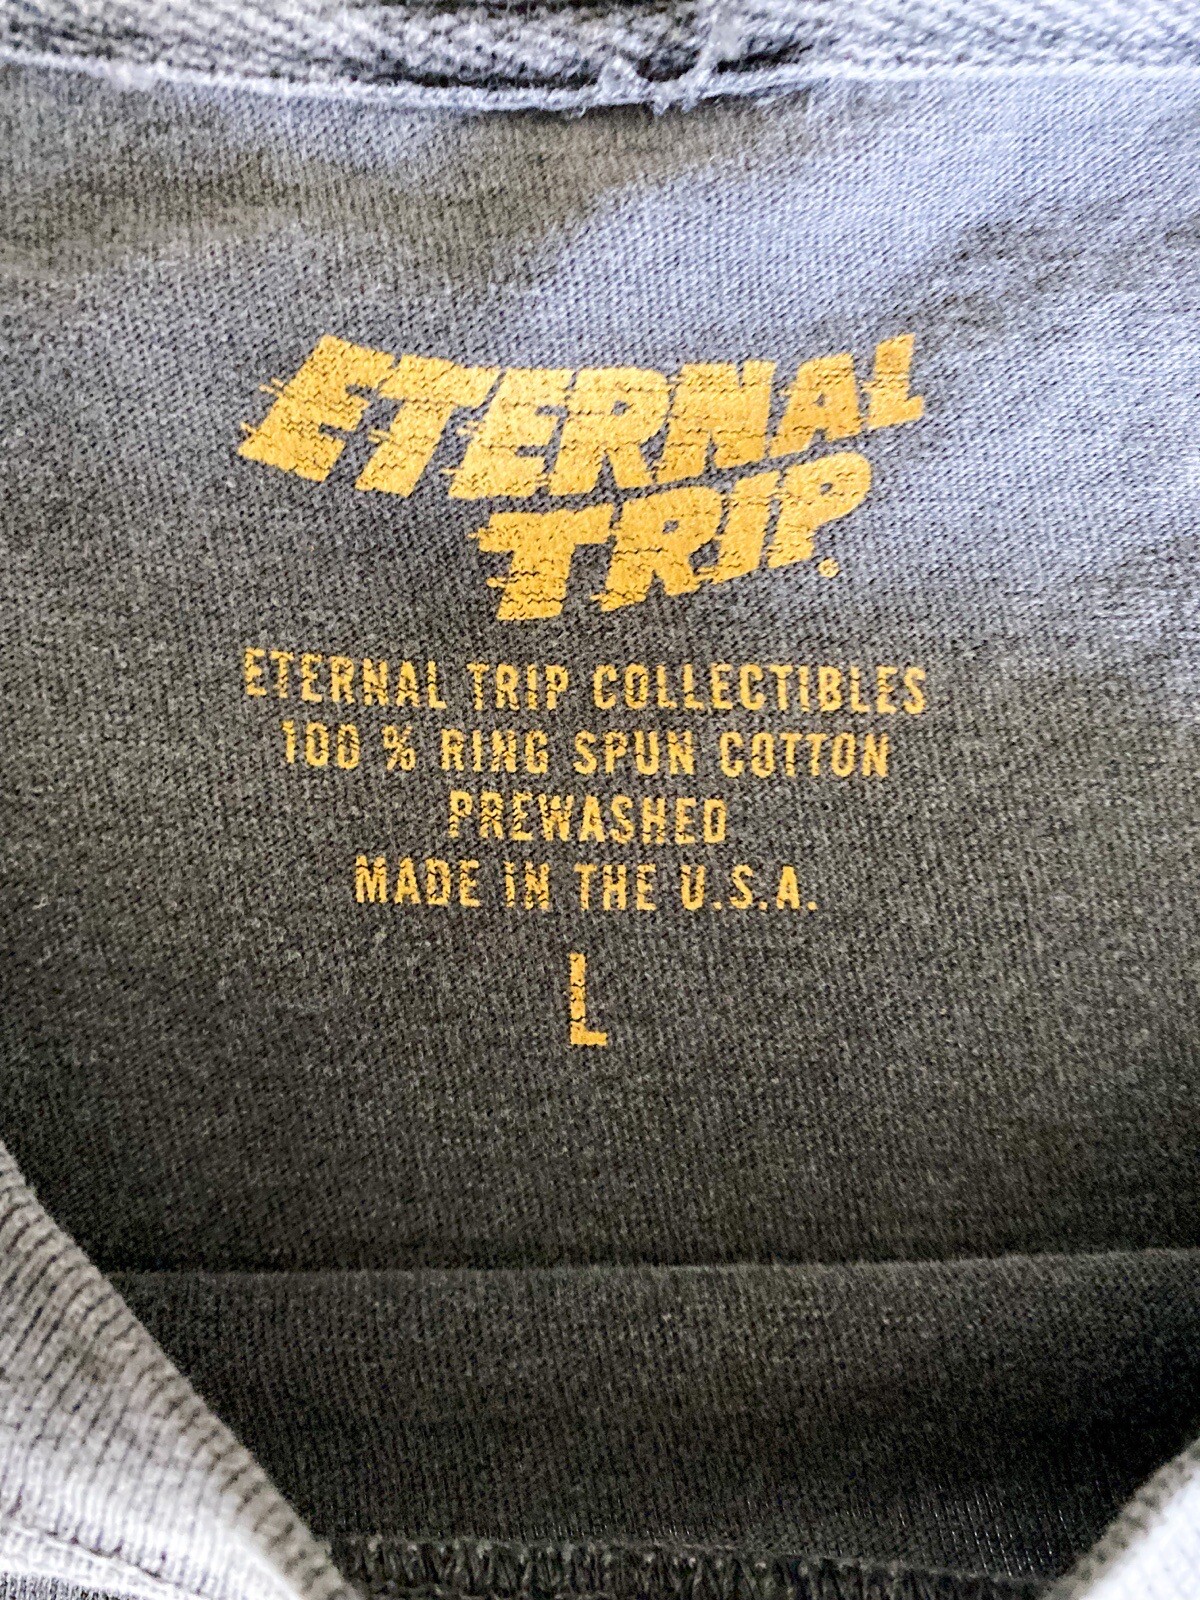 ETERNAL
TRIP
ETERNAL TRIP COLLECTIBLES
100 % RING SPUN COTTON
PREWASHED
MADE IN THE U.S.A.
L